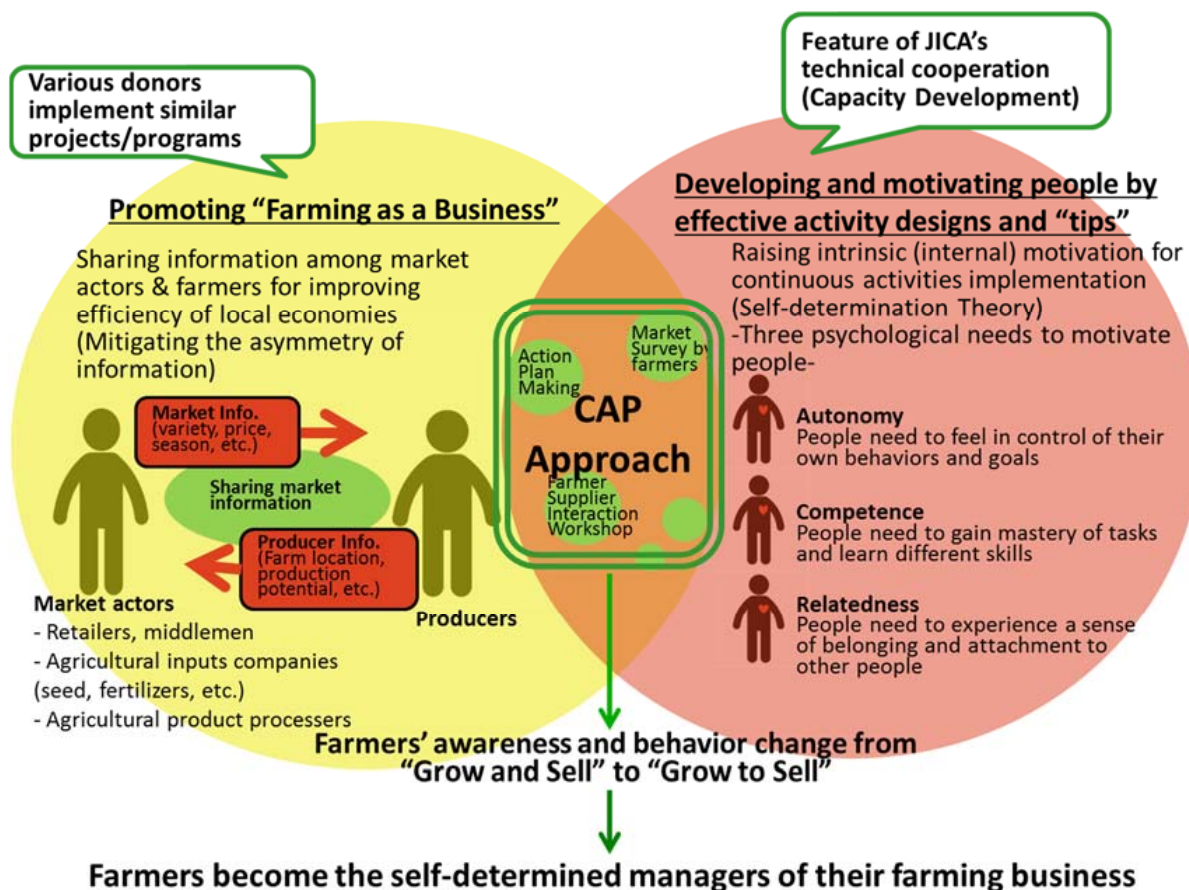 Various donors
implement similar
projects/programs
Feature of JICA's
technical cooperation
(Capacity Development)
Promoting "Farming as a Business"
Sharing information among market
actors & farmers for improving
efficiency of local economies
(Mitigating the asymmetry of
information)
Market Info.
(variety, price,
season, etc.)
Sharing market
information
Producer Info.
(Farm location,
production
potential, etc.)
Market actors
- Retailers, middlemen
- Agricultural inputs companies
(seed, fertilizers, etc.)
- Agricultural product processers
Producers
Action
Plan
Making
Market
Survey by
farmers
CAP
Approach
Farmer
Supplier
Interaction
Workshop
Developing and motivating people by
effective activity designs and "tips"
Raising intrinsic (internal) motivation for
continuous activities implementation
(Self-determination Theory)
-Three psychological needs to motivate
people-
Autonomy
People need to feel in control of their
own behaviors and goals
Competence
People need to gain mastery of tasks
and learn different skills
Relatedness
People need to experience a sense
of belonging and attachment to
other people
Farmers' awareness and behavior change from
"Grow and Sell" to "Grow to Sell"
Farmers become the self-determined managers of their farming business